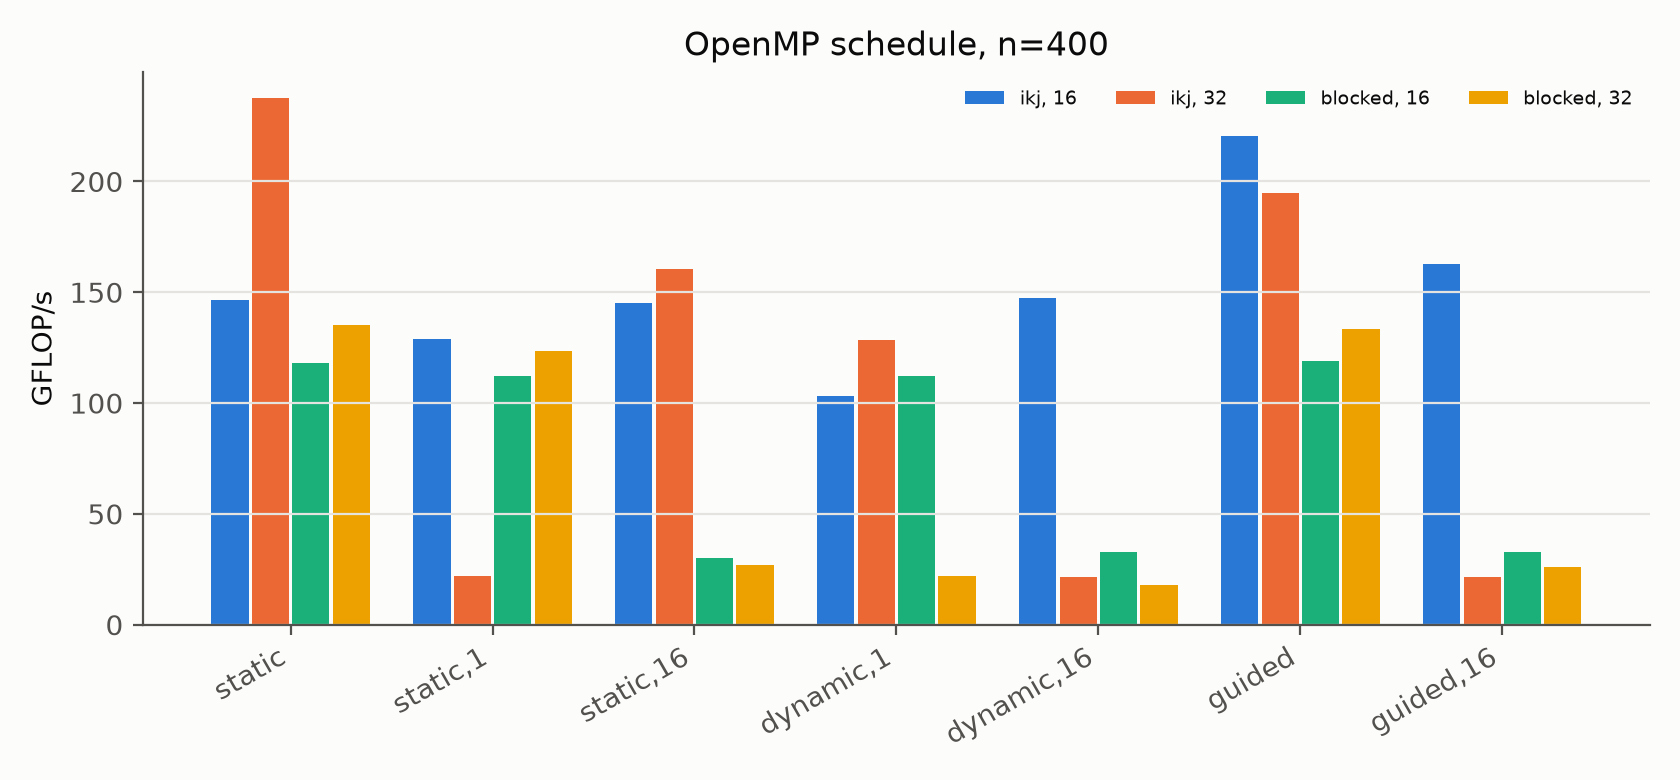 OpenMP schedule, n=400
ikj, 16
ikj, 32
blocked, 16
blocked, 32
GFLOP/s
200
150
100
50
0
static
static,1
static,16
dynamic,1
dynamic,16
guided
guided,16